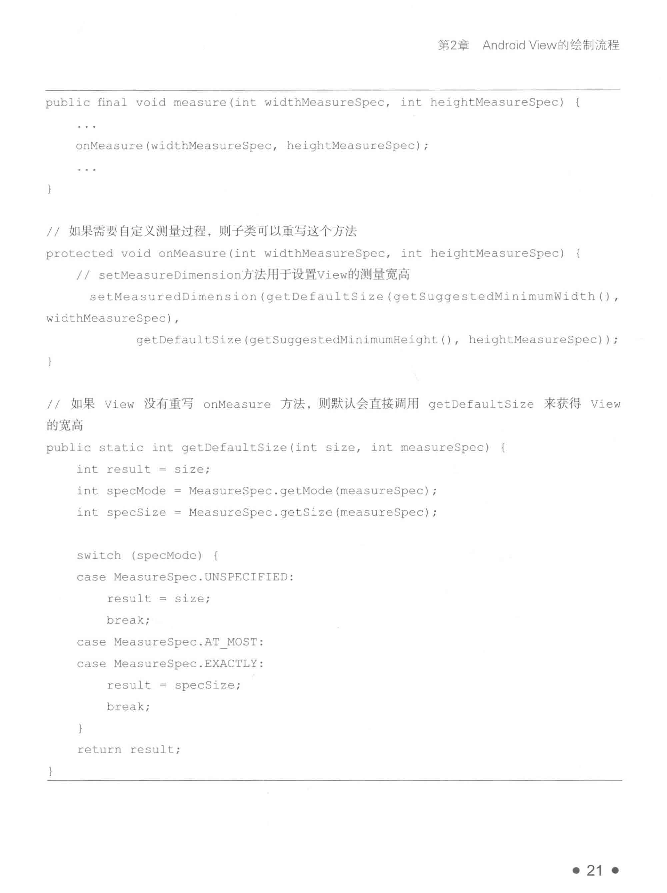 第2章 Android View的绘制流程
public final void measure(int widthMeasureSpec, int heightMeasureSpec) {
...
onMeasure(widthMeasureSpec, heightMeasureSpec);
...
}
// 如果需要自定义测量过程，则子类可以重写这个方法
protected void onMeasure(int widthMeasureSpec, int heightMeasureSpec) {
// setMeasureDimension方法用于设置View的测量宽高
setMeasuredDimension(getDefaultSize(getSuggestedMinimumWidth(),
widthMeasureSpec),
getDefaultSize(getSuggestedMinimumHeight(), heightMeasureSpec));
}
// 如果 View 没有重写 onMeasure 方法，则默认会直接调用 getDefaultSize 来获得 View
的宽高
public static int getDefaultSize(int size, int measureSpec) {
int result = size;
int specMode = MeasureSpec.getMode(measureSpec);
int specSize = MeasureSpec.getSize(measureSpec);
switch (specMode) {
case MeasureSpec.UNSPECIFIED:
result = size;
break;
case MeasureSpec.AT_MOST:
case MeasureSpec.EXACTLY:
result = specSize;
break;
}
return result;
}
• 21 •